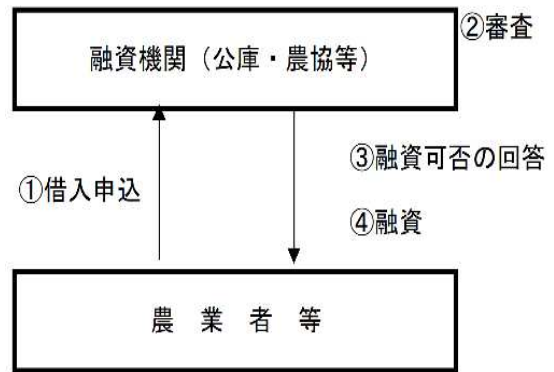 ②審査
融資機関（公庫・農協等）
①借入申込
③融資可否の回答
④融資
農業者等